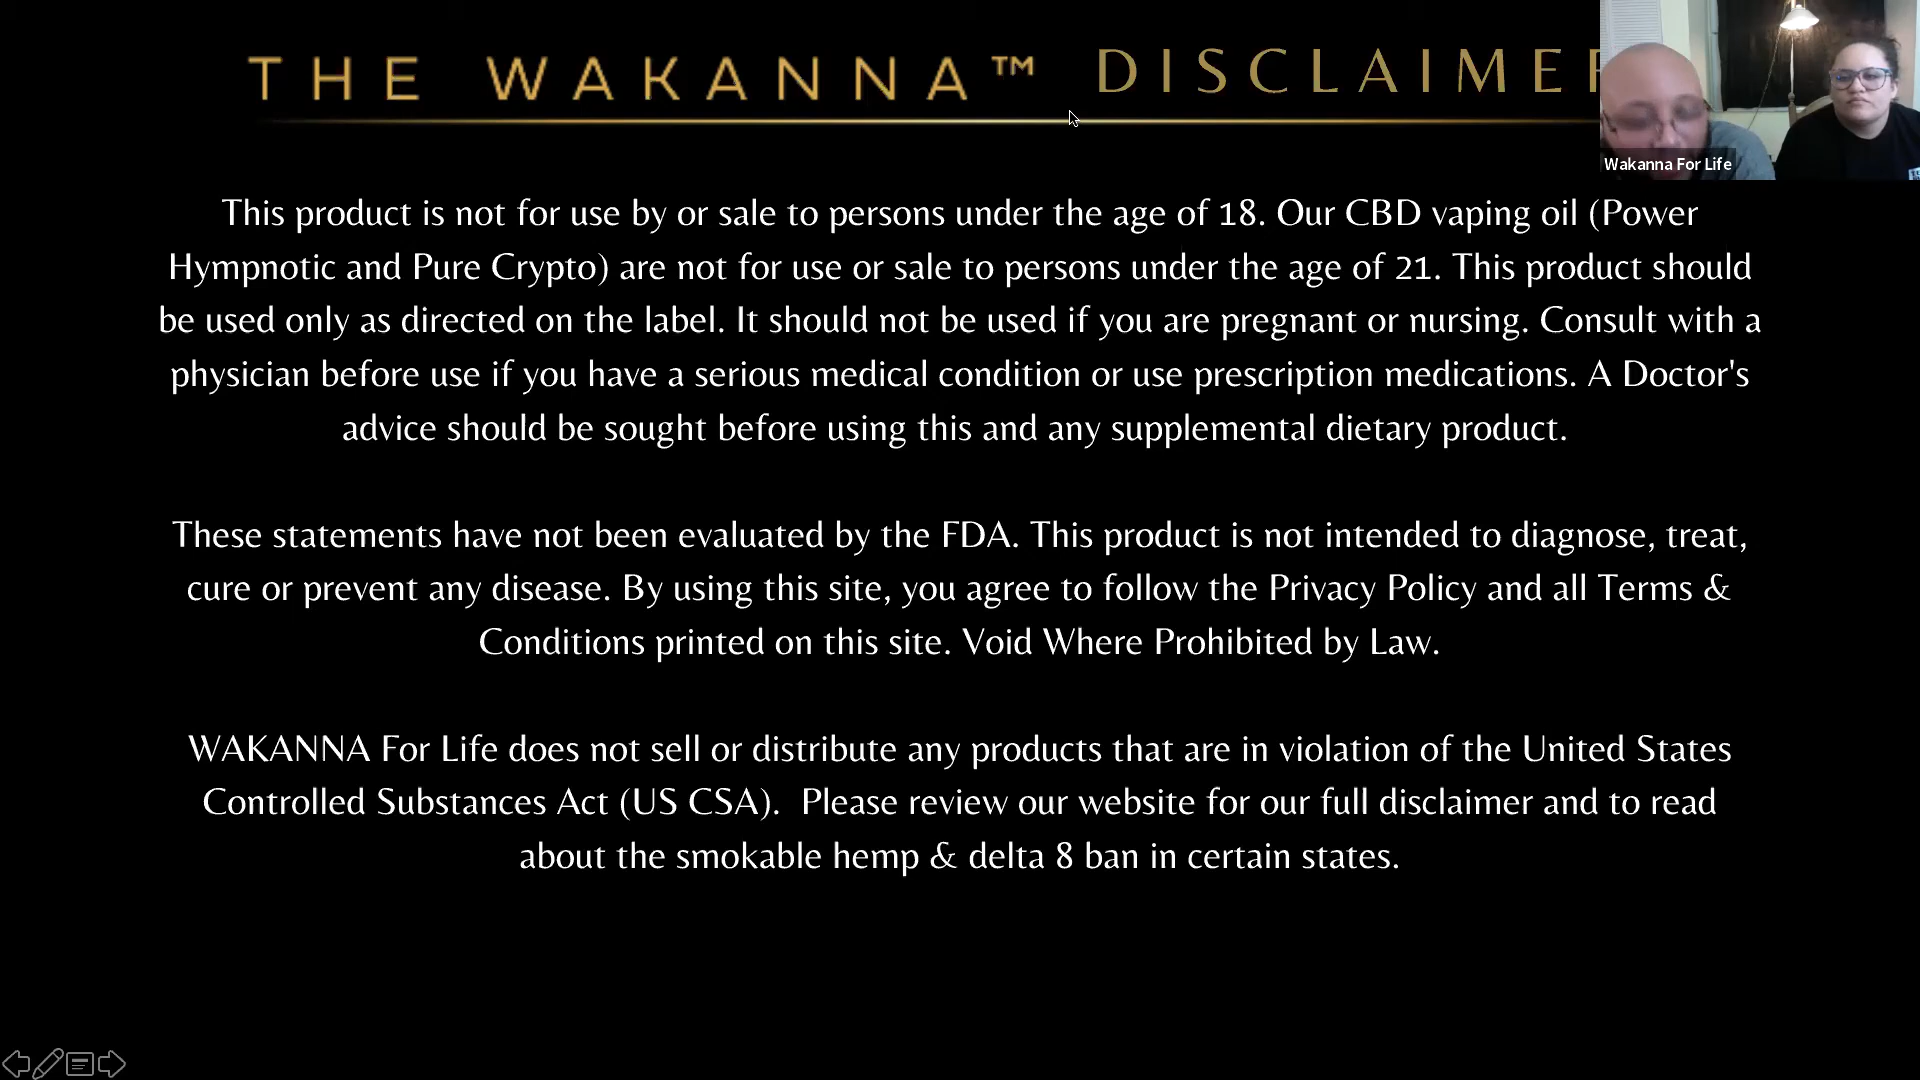 THE WAKANNA™ DISCLAIMER
Wakanna For Life
This product is not for use by or sale to persons under the age of 18. Our CBD vaping oil (Power
Hympnotic and Pure Crypto) are not for use or sale to persons under the age of 21. This product should
be used only as directed on the label. It should not be used if you are pregnant or nursing. Consult with a
physician before use if you have a serious medical condition or use prescription medications. A Doctor's
advice should be sought before using this and any supplemental dietary product.
These statements have not been evaluated by the FDA. This product is not intended to diagnose, treat,
cure or prevent any disease. By using this site, you agree to follow the Privacy Policy and all Terms &
Conditions printed on this site. Void Where Prohibited by Law.
WAKANNA For Life does not sell or distribute any products that are in violation of the United States
Controlled Substances Act (US CSA).  Please review our website for our full disclaimer and to read
about the smokable hemp & delta 8 ban in certain states.